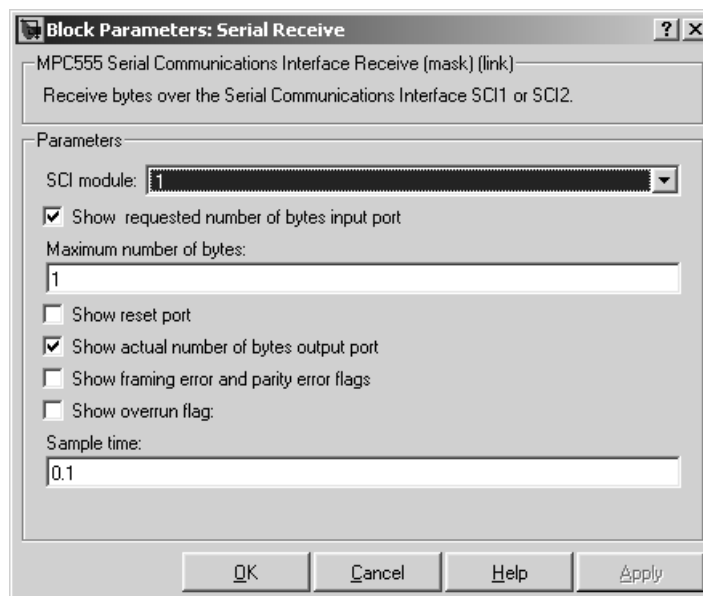 Block Parameters: Serial Receive
MPC555 Serial Communications Interface Receive (mask) (link)
Receive bytes over the Serial Communications Interface SCI1 or SCI2.
Parameters
SCI module: 1
Show requested number of bytes input port
Maximum number of bytes:
1
Show reset port
Show actual number of bytes output port
Show framing error and parity error flags
Show overrun flag:
Sample time:
0.1
OK Cancel Help Apply